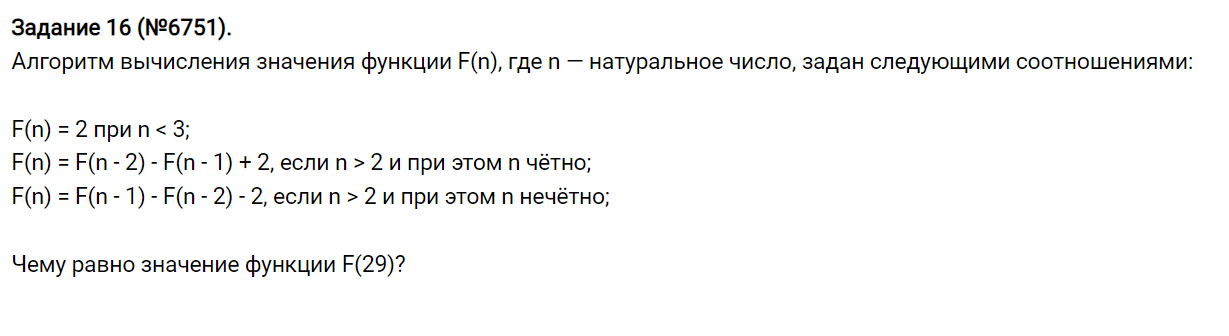 Задание 16 (№6751).
Алгоритм вычисления значения функции F(n), где n — натуральное число, задан следующими соотношениями:
F(n) = 2 при n < 3;
F(n) = F(n - 2) - F(n - 1) + 2, если n > 2 и при этом n чётно;
F(n) = F(n - 1) - F(n - 2) - 2, если n > 2 и при этом n нечётно;
Чему равно значение функции F(29)?